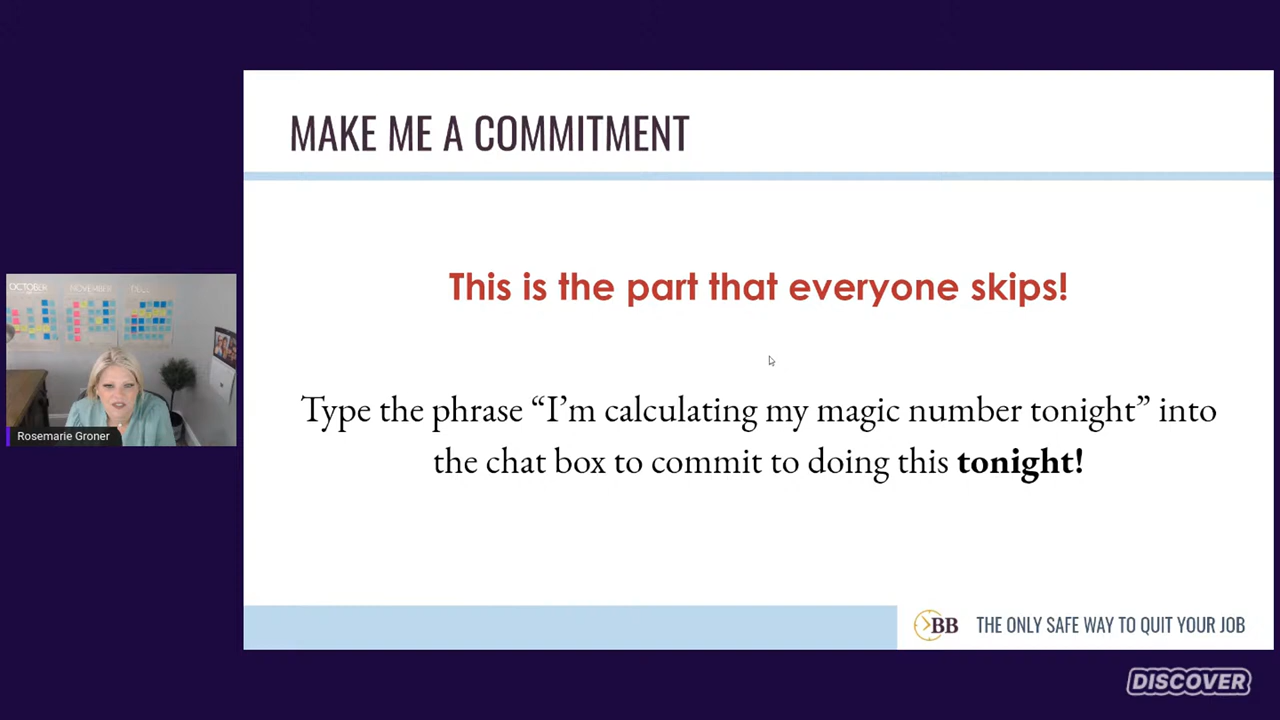 MAKE ME A COMMITMENT
This is the part that everyone skips!
Type the phrase “I’m calculating my magic number tonight” into
the chat box to commit to doing this tonight!
OCTOBER
NOVEMBER
Rosemarie Groner
BB
THE ONLY SAFE WAY TO QUIT YOUR JOB
DISCOVER